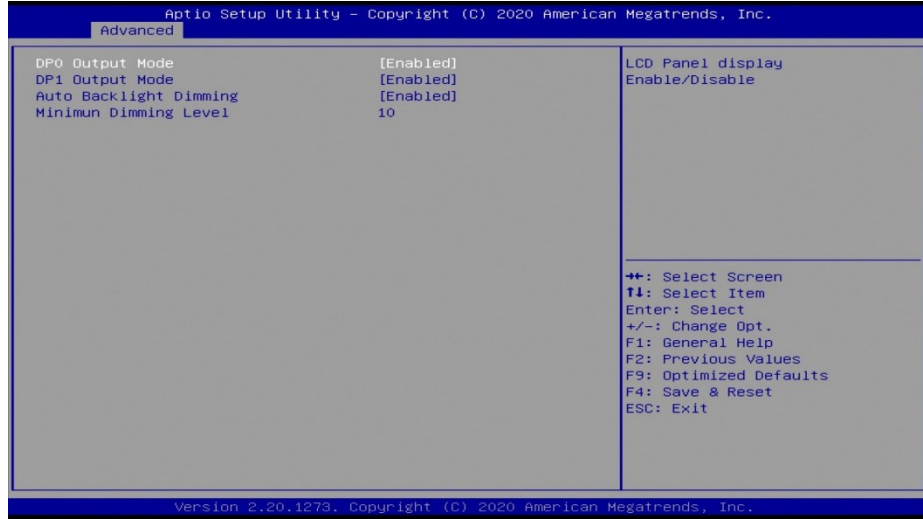 Aptio Setup Utility – Copyright (C) 2020 American Megatrends, Inc.
Advanced
DP0 Output Mode [Enabled]
DP1 Output Mode [Enabled]
Auto Backlight Dimming [Enabled]
Minimun Dimming Level 10
LCD Panel display
Enable/Disable
→←: Select Screen
↑↓: Select Item
Enter: Select
+/-: Change Opt.
F1: General Help
F2: Previous Values
F9: Optimized Defaults
F4: Save & Reset
ESC: Exit
Version 2.20.1273. Copyright (C) 2020 American Megatrends, Inc.